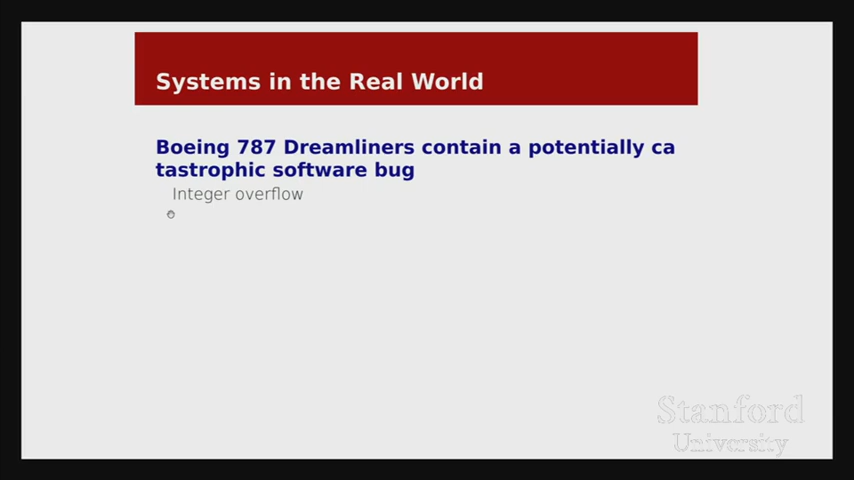 Systems in the Real World
Boeing 787 Dreamliners contain a potentially ca
tastrophic software bug
Integer overflow
Stanford
University